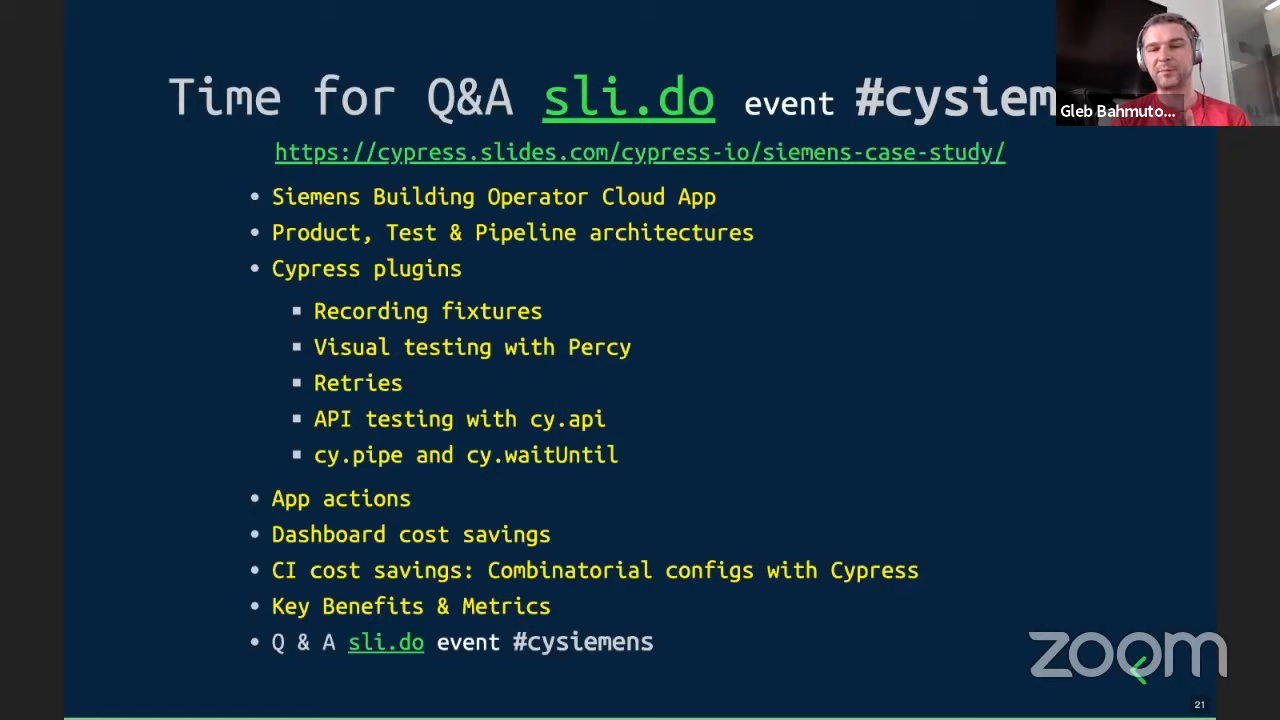 Time for Q&A sli.do event #cysiem
Gleb Bahmuto...
https://cypress.slides.com/cypress-io/siemens-case-study/
• Siemens Building Operator Cloud App
• Product, Test & Pipeline architectures
• Cypress plugins
▪ Recording fixtures
▪ Visual testing with Percy
▪ Retries
▪ API testing with cy.api
▪ cy.pipe and cy.waitUntil
• App actions
• Dashboard cost savings
• CI cost savings: Combinatorial configs with Cypress
• Key Benefits & Metrics
• Q & A sli.do event #cysiemens
zoom
21